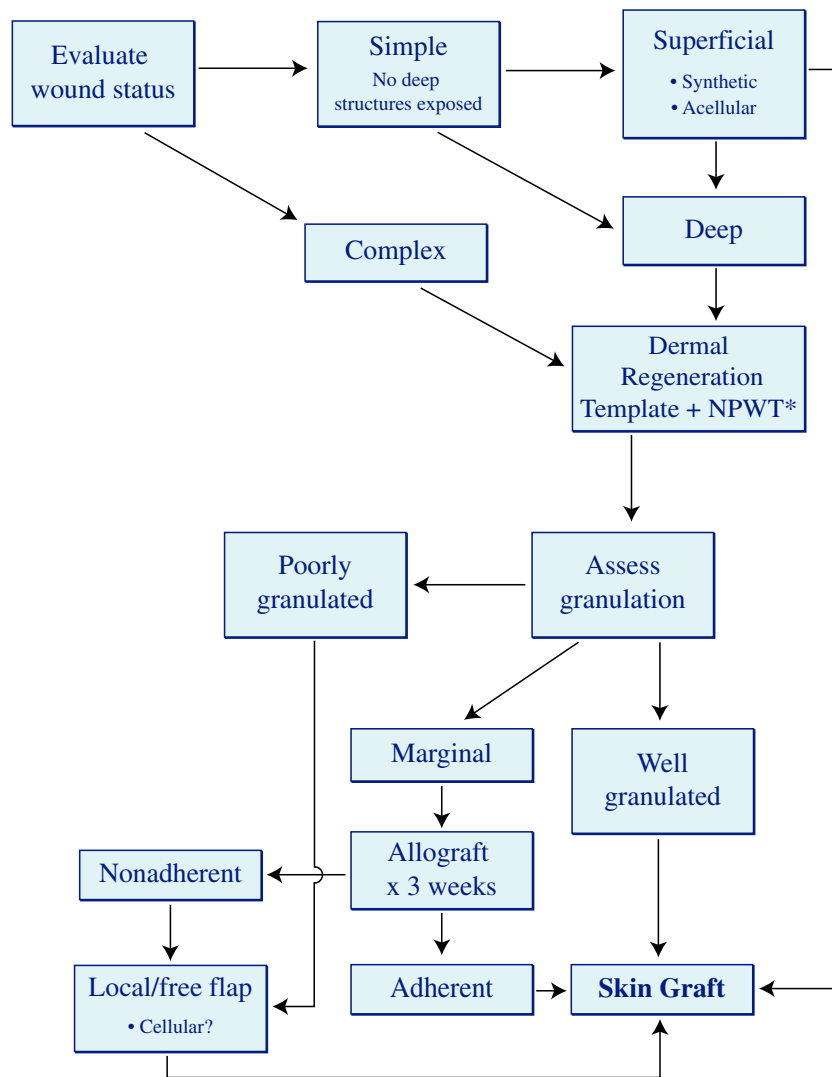 Evaluate
wound status
Simple
No deep
structures exposed
Superficial
• Synthetic
• Acellular
Complex
Deep
Dermal
Regeneration
Template + NPWT*
Poorly
granulated
Assess
granulation
Marginal
Well
granulated
Nonadherent
Allograft
x 3 weeks
Local/free flap
• Cellular?
Adherent
Skin Graft